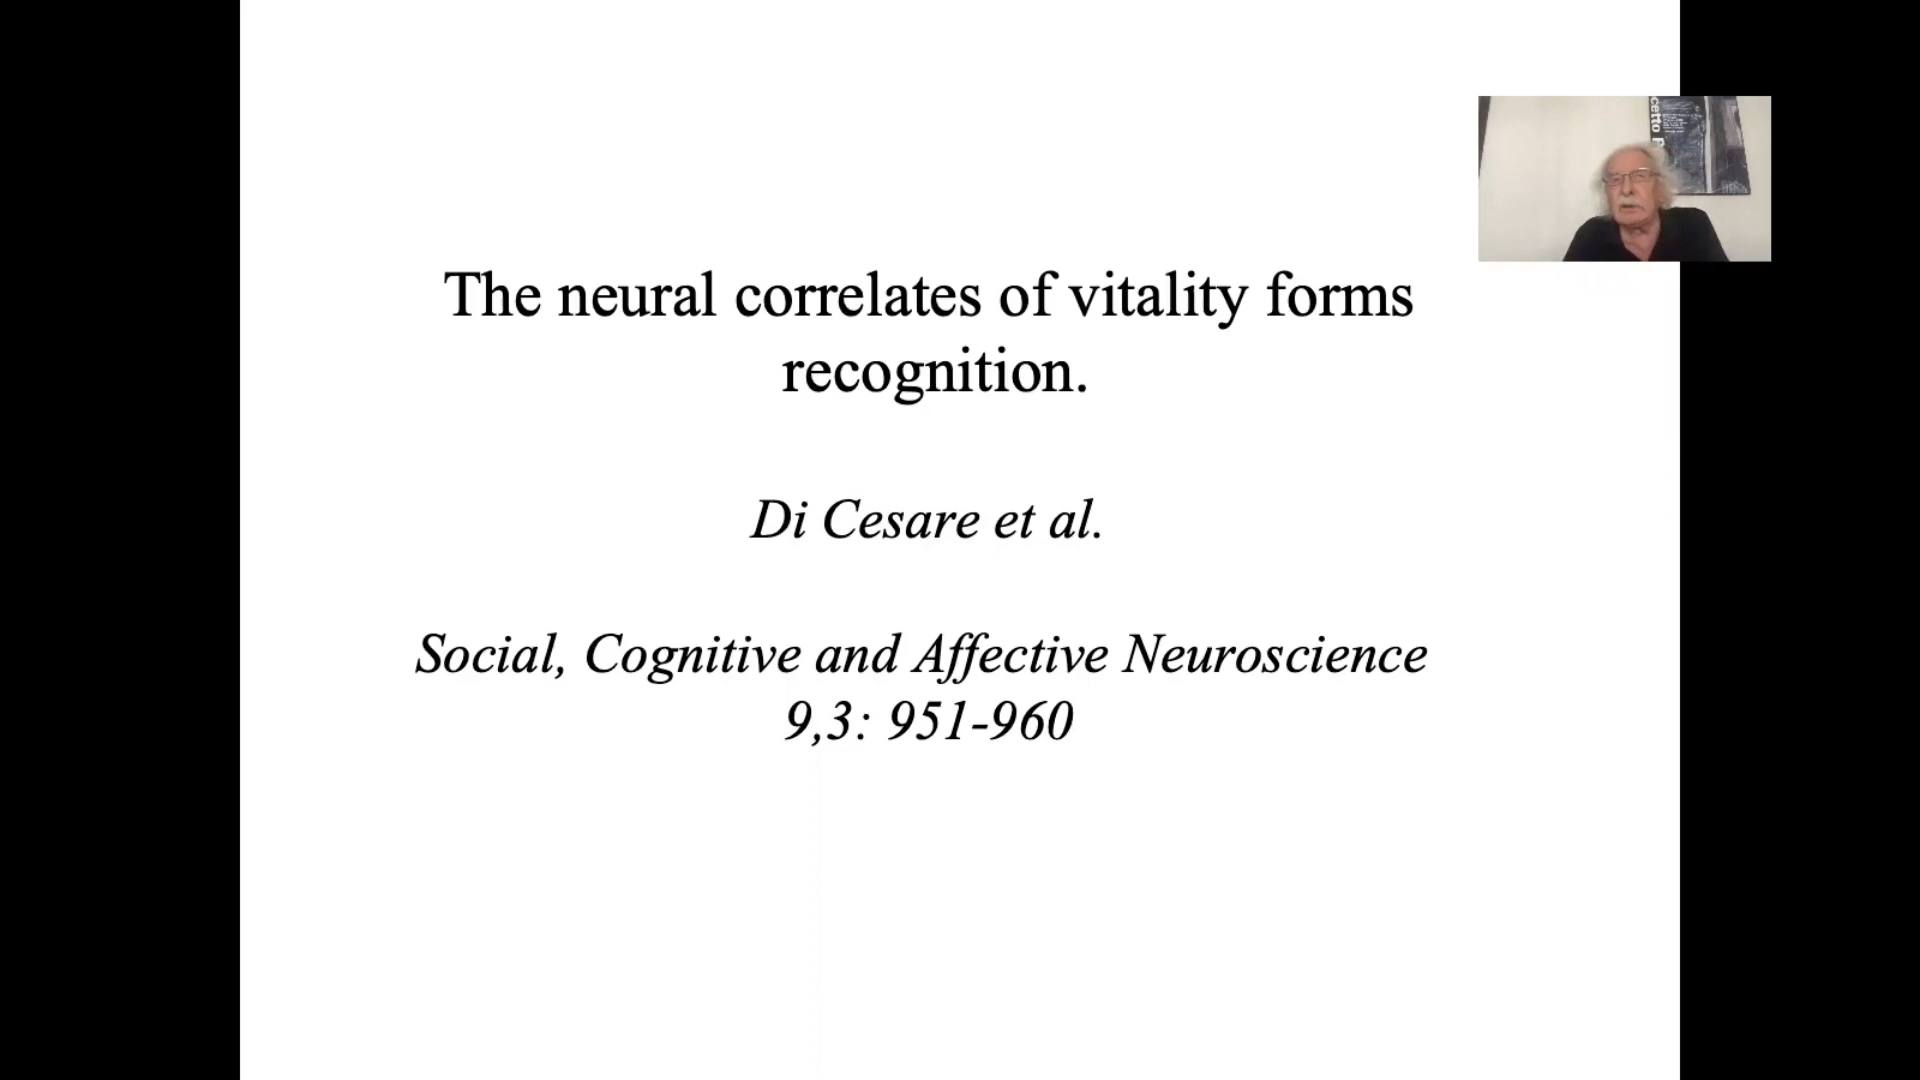 The neural correlates of vitality forms
recognition.
Di Cesare et al.
Social, Cognitive and Affective Neuroscience
9,3: 951-960
cetto